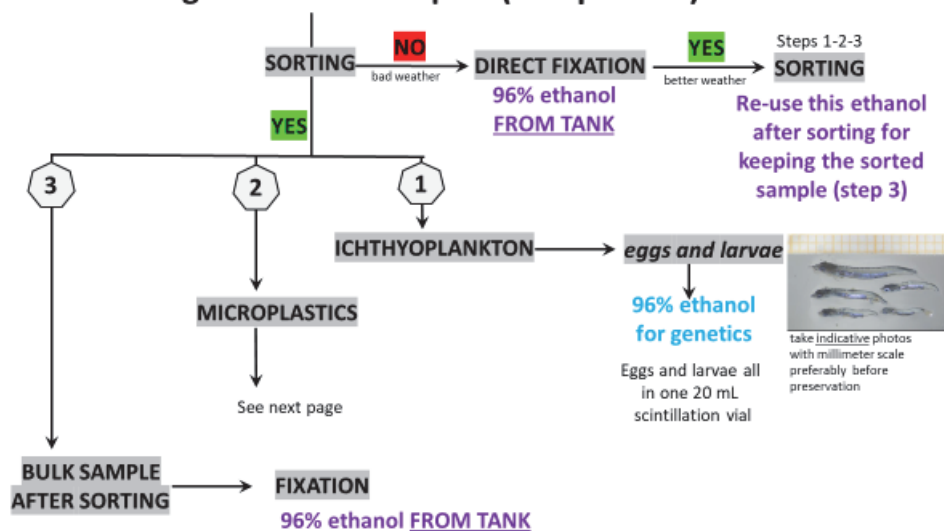 SORTING
NO
bad weather
DIRECT FIXATION
YES
better weather
Steps 1-2-3
SORTING
96% ethanol
FROM TANK
Re-use this ethanol
after sorting for
keeping the sorted
sample (step 3)
YES
3
2
1
ICHTHYOPLANKTON
eggs and larvae
96% ethanol
for genetics
Eggs and larvae all
in one 20 mL
scintillation vial
take indicative photos
with millimeter scale
preferably before
preservation
MICROPLASTICS
See next page
BULK SAMPLE
AFTER SORTING
FIXATION
96% ethanol FROM TANK